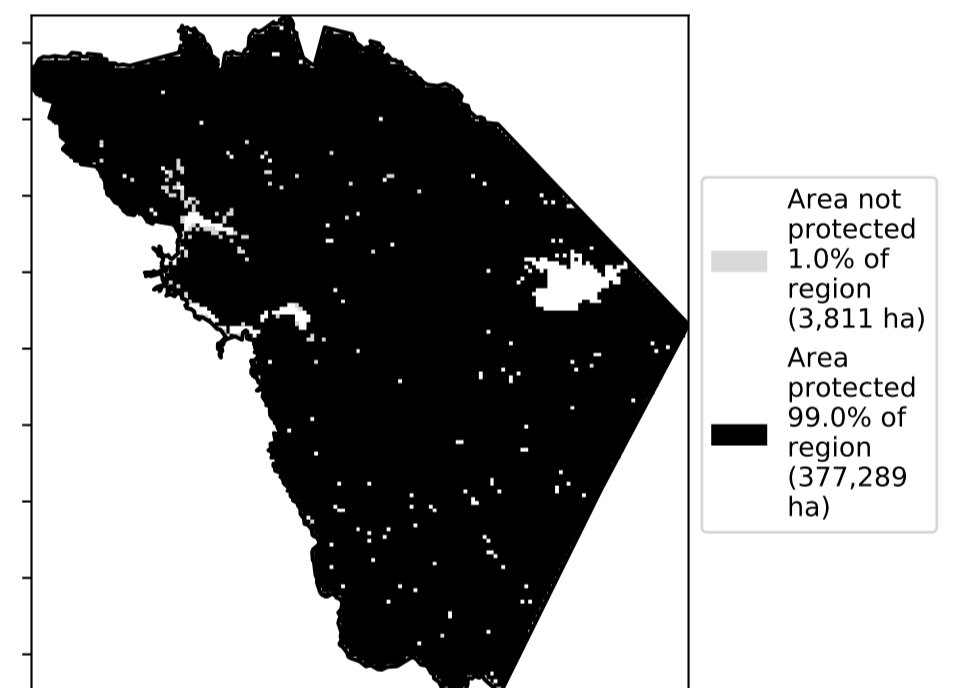 Area not
protected
1.0% of
region
(3,811 ha)
Area
protected
99.0% of
region
(377,289
ha)